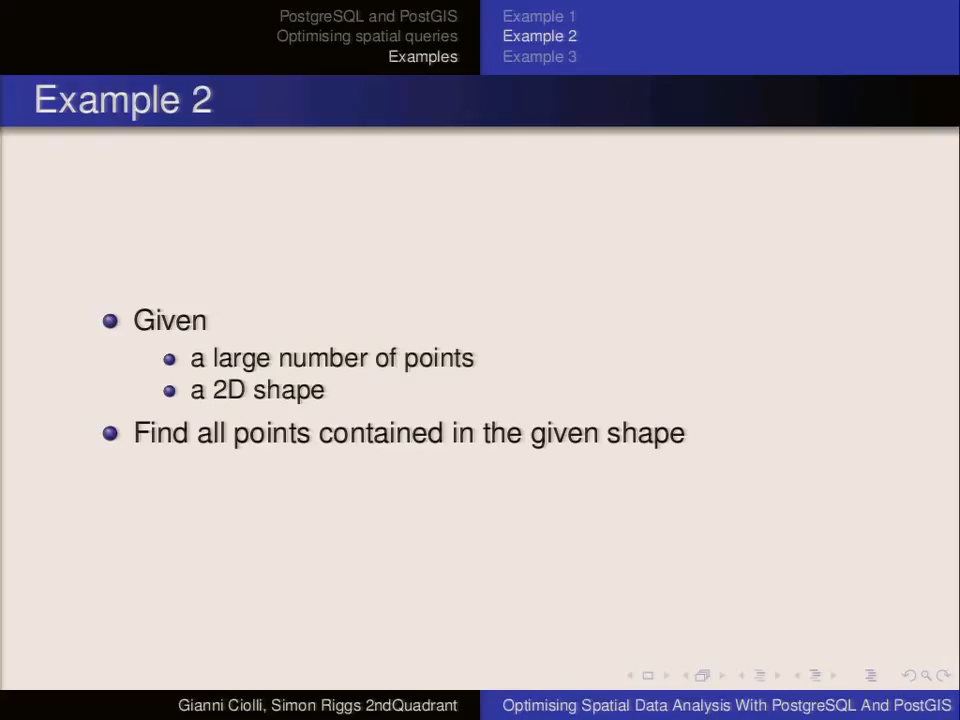 PostgreSQL and PostGIS
Optimising spatial queries
Examples
Example 1
Example 2
Example 3
Example 2
Given
a large number of points
a 2D shape
Find all points contained in the given shape
Gianni Ciolli, Simon Riggs 2ndQuadrant
Optimising Spatial Data Analysis With PostgreSQL And PostGIS